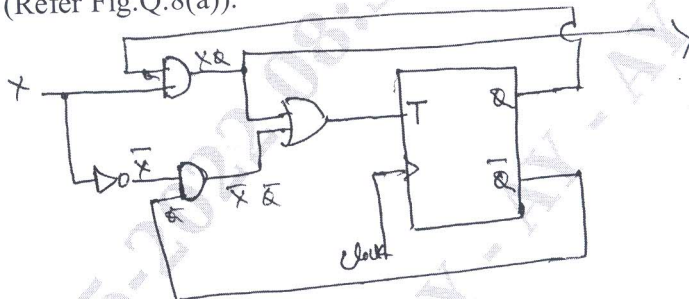 (Refer Fig.Q.8(a)).
X
XQ
Y
T
Q
X̅
X̅ Q̅
Q̅
Q̅
clock